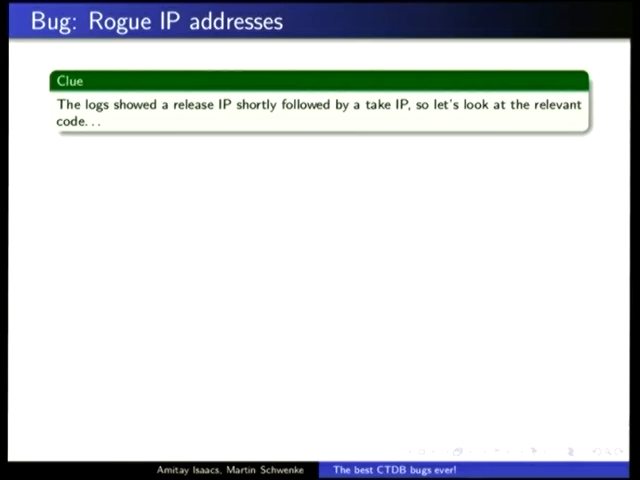 Bug: Rogue IP addresses
Clue
The logs showed a release IP shortly followed by a take IP, so let's look at the relevant
code...
Amitay Isaacs, Martin Schwenke The best CTDB bugs ever!